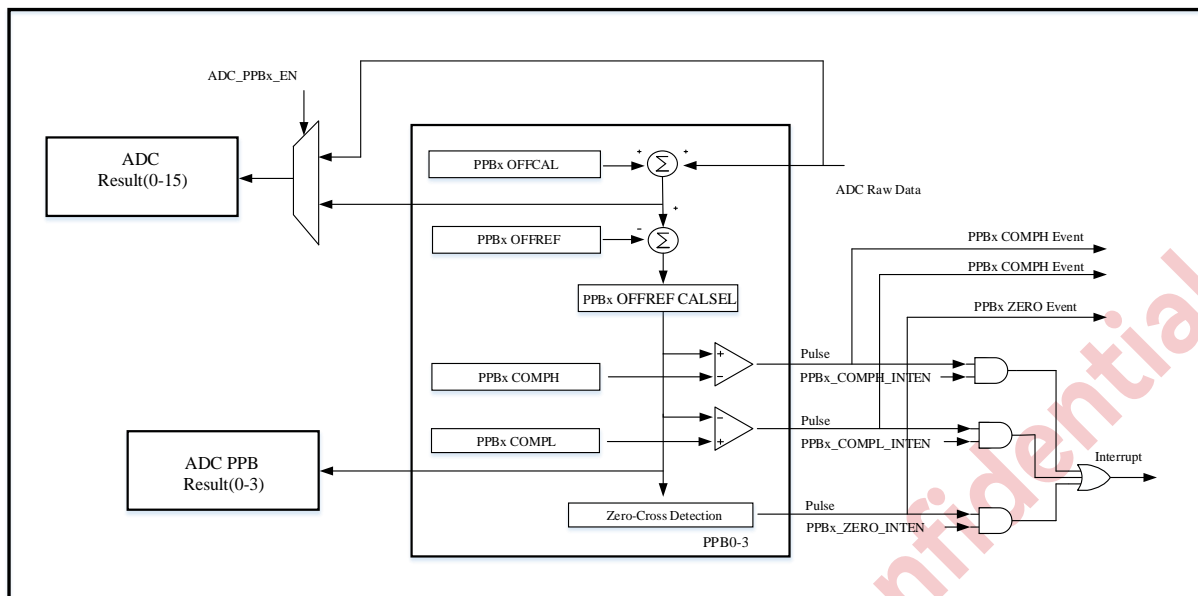 ADC_PPBx_EN
ADC
Result(0-15)
PPBx OFFCAL
+
Σ
+
ADC Raw Data
+
PPBx OFFREF
−
Σ
PPBx COMPH Event
PPBx COMPH Event
PPBx OFFREF CALSEL
PPBx ZERO Event
PPBx COMPH
+
−
Pulse
PPBx_COMPH_INTEN
PPBx COMPL
−
+
Pulse
PPBx_COMPL_INTEN
Interrupt
ADC PPB
Result(0-3)
Zero-Cross Detection
Pulse
PPBx_ZERO_INTEN
PPB0-3
nfidential